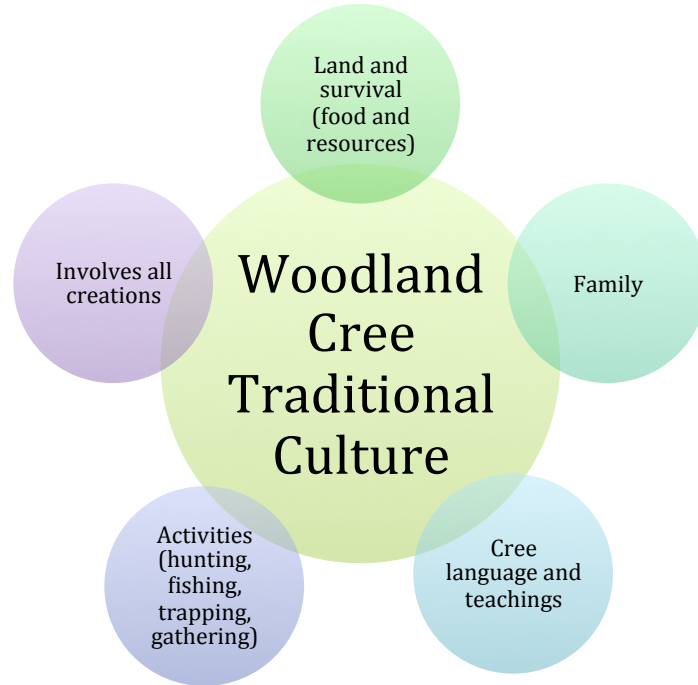 Land and
survival
(food and
resources)
Involves all
creations
Woodland
Cree
Traditional
Culture
Family
Activities
(hunting,
fishing,
trapping,
gathering)
Cree
language and
teachings